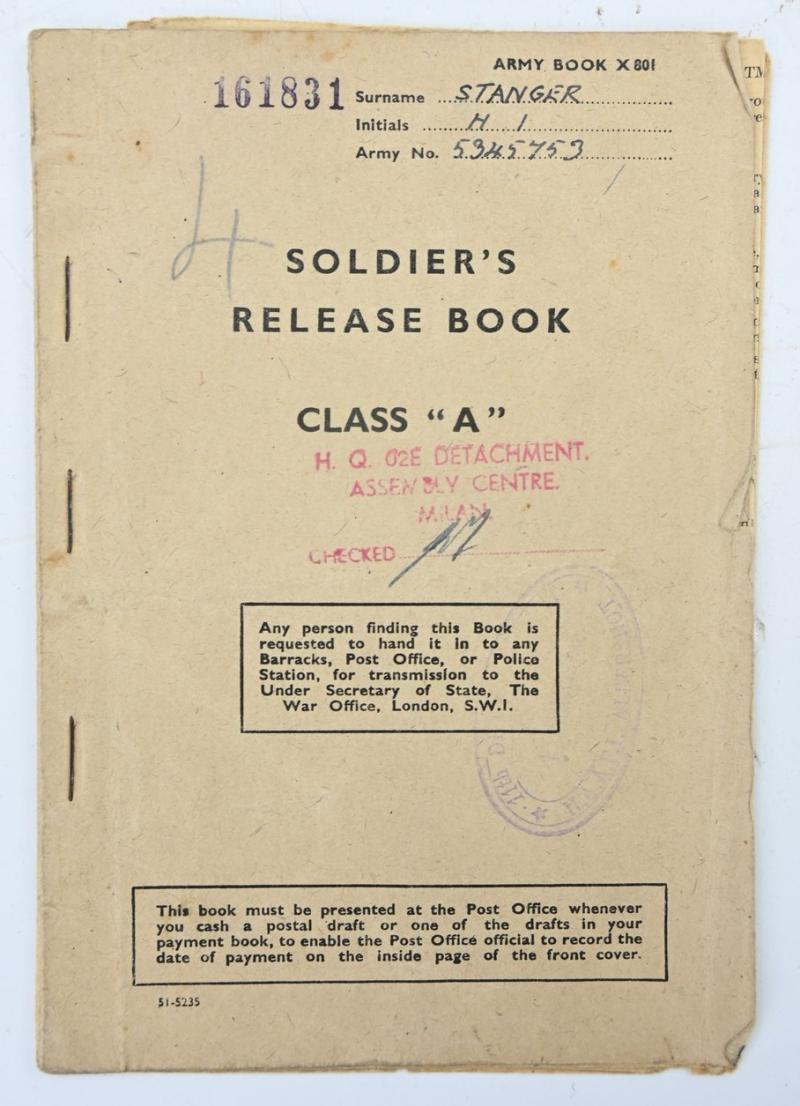 ARMY BOOK X 801
161831
Surname STANGER
Initials H I
Army No. 5345753
4
SOLDIER'S
RELEASE BOOK
CLASS "A"
H. Q. 02E DETACHMENT.
ASSEMBLY CENTRE.
MILAN.
CHECKED
Any person finding this Book is
requested to hand it in to any
Barracks, Post Office, or Police
Station, for transmission to the
Under Secretary of State, The
War Office, London, S.W.1.
This book must be presented at the Post Office whenever
you cash a postal draft or one of the drafts in your
payment book, to enable the Post Office official to record the
date of payment on the inside page of the front cover.
51-5235